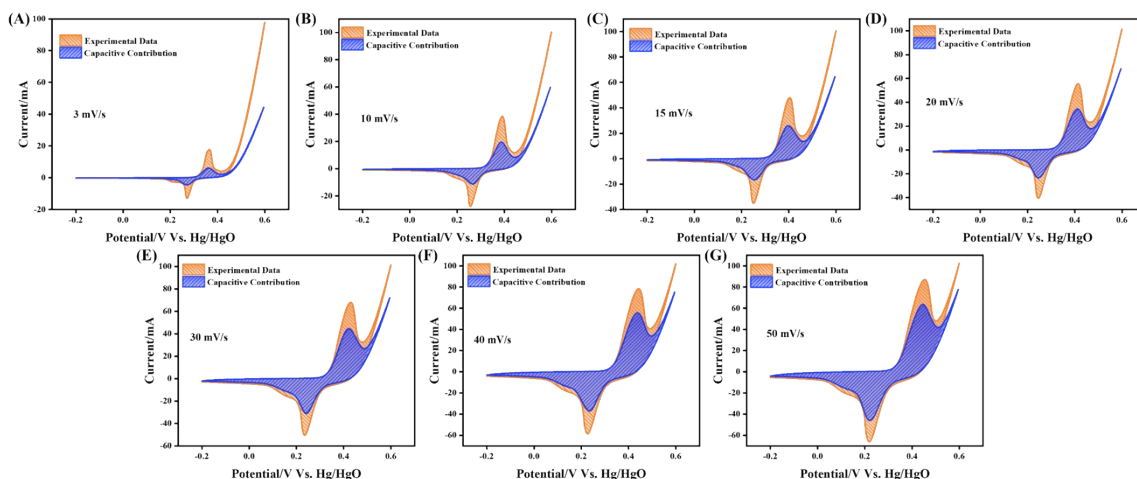 (A)
Experimental Data
Capacitive Contribution
3 mV/s
Current/mA
100
80
60
40
20
0
-20
-0.2
0.0
0.2
0.4
0.6
Potential/V Vs. Hg/HgO
(B)
Experimental Data
Capacitive Contribution
10 mV/s
Current/mA
100
80
60
40
20
0
-20
-0.2
0.0
0.2
0.4
0.6
Potential/V Vs. Hg/HgO
(C)
Experimental Data
Capacitive Contribution
15 mV/s
Current/mA
100
80
60
40
20
0
-20
-40
-0.2
0.0
0.2
0.4
0.6
Potential/V Vs. Hg/HgO
(D)
Experimental Data
Capacitive Contribution
20 mV/s
Current/mA
100
80
60
40
20
0
-20
-40
-0.2
0.0
0.2
0.4
0.6
Potential/V Vs. Hg/HgO
(E)
Experimental Data
Capacitive Contribution
30 mV/s
Current/mA
100
80
60
40
20
0
-20
-40
-60
-0.2
0.0
0.2
0.4
0.6
Potential/V Vs. Hg/HgO
(F)
Experimental Data
Capacitive Contribution
40 mV/s
Current/mA
100
80
60
40
20
0
-20
-40
-60
-0.2
0.0
0.2
0.4
0.6
Potential/V Vs. Hg/HgO
(G)
Experimental Data
Capacitive Contribution
50 mV/s
Current/mA
100
80
60
40
20
0
-20
-40
-60
-0.2
0.0
0.2
0.4
0.6
Potential/V Vs. Hg/HgO